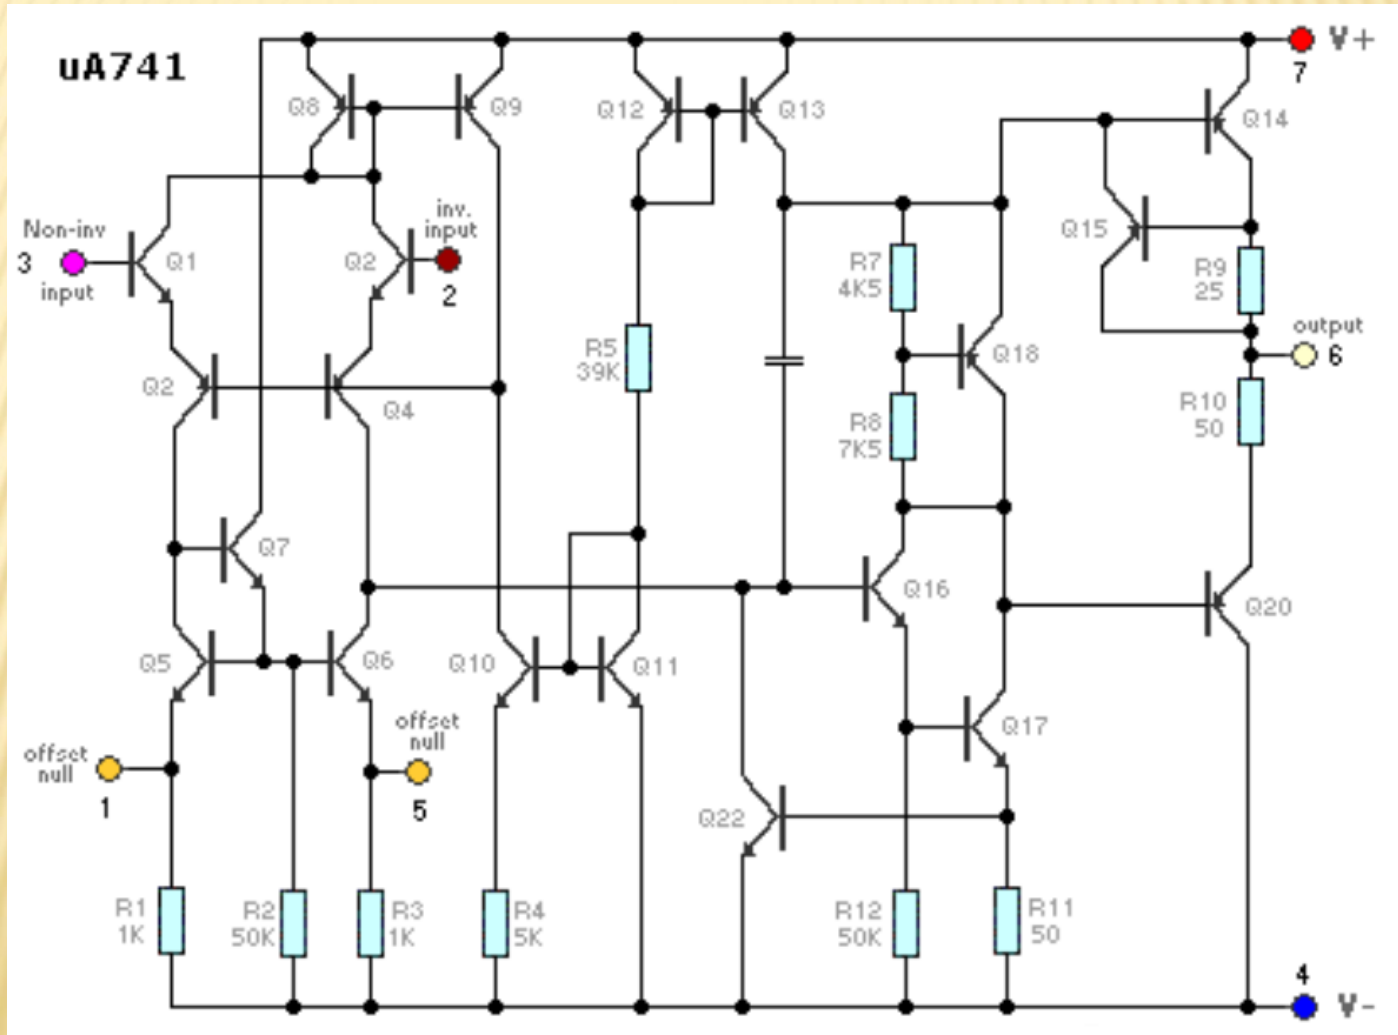 uA741
V+
7
Q8
Q9
Q12
Q13
Q14
Non-inv
3
input
Q1
inv.
input
Q2
2
Q15
R7
4K5
R9
25
output
6
Q2
Q4
R5
39K
Q18
R8
7K5
R10
50
Q7
Q16
Q20
Q5
Q6
Q10
Q11
offset
null
1
offset
null
5
Q17
Q22
R1
1K
R2
50K
R3
1K
R4
5K
R12
50K
R11
50
4
V-